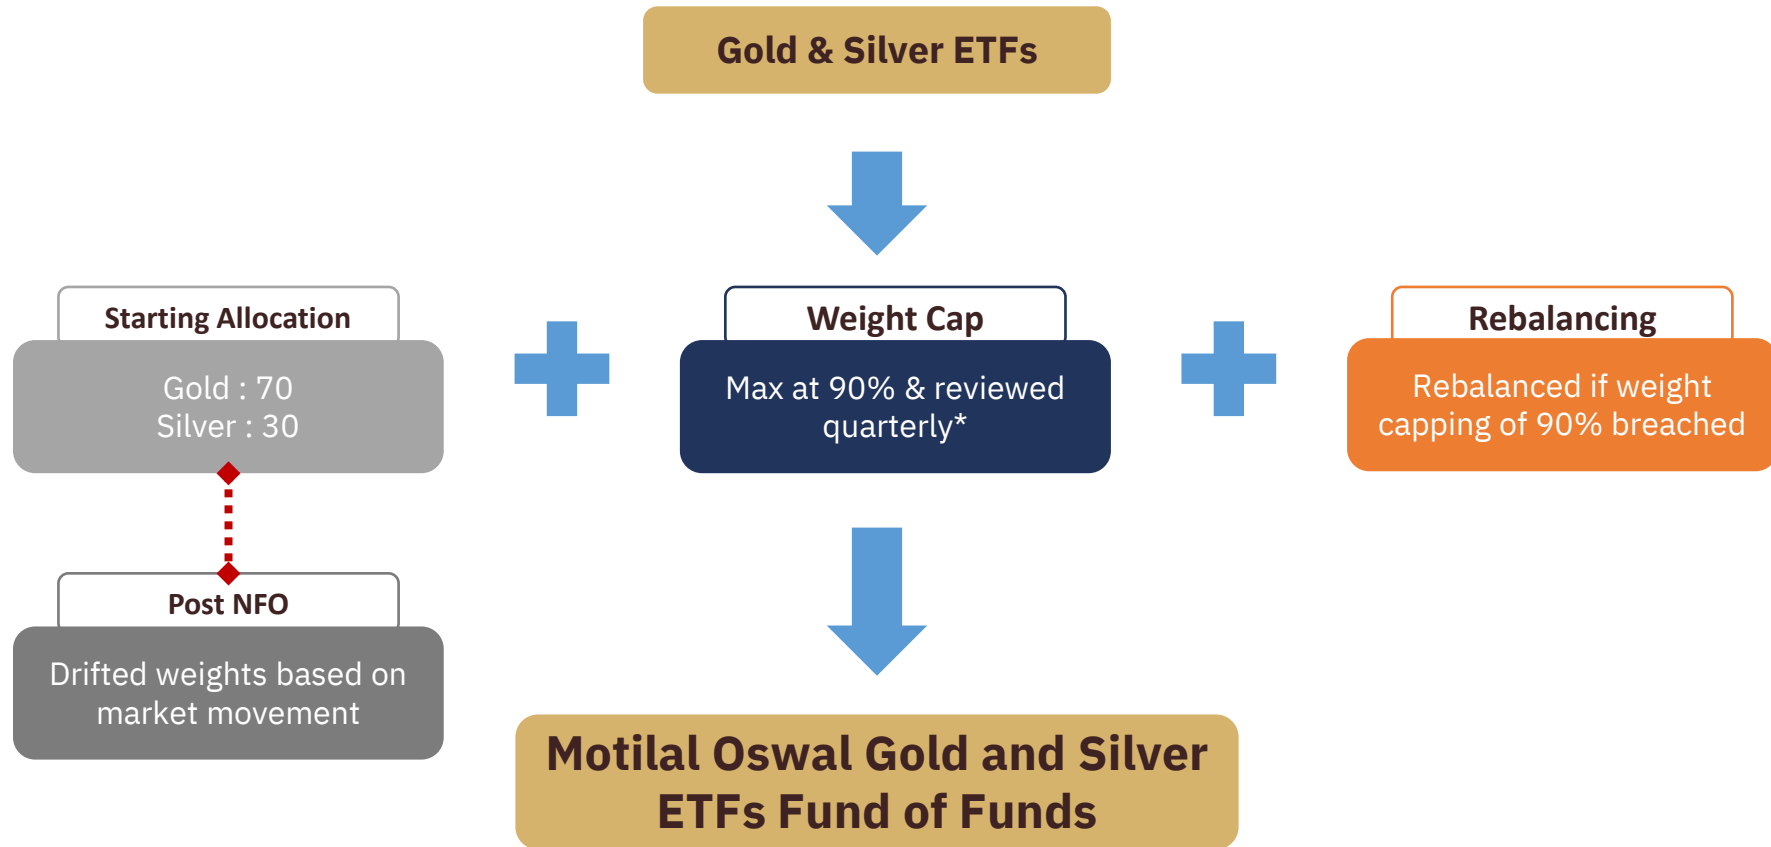 Gold & Silver ETFs
Starting Allocation
Gold : 70
Silver : 30
Weight Cap
Max at 90% & reviewed
quarterly*
Rebalancing
Rebalanced if weight
capping of 90% breached
Post NFO
Drifted weights based on
market movement
Motilal Oswal Gold and Silver
ETFs Fund of Funds